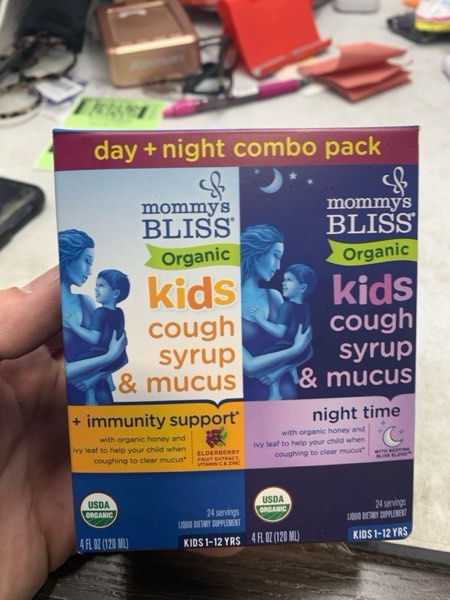 day + night combo pack
mommy's
BLISS®
Organic
kids
cough
syrup
& mucus
+ immunity support*
with organic honey and
ivy leaf to help your child when
coughing to clear mucus*
ELDERBERRY
FRUIT EXTRACT,
VITAMIN C & ZINC
USDA
ORGANIC
24 servings
LIQUID DIETARY SUPPLEMENT
4 FL OZ (120 ML)
KIDS 1-12 YRS
mommy's
BLISS®
Organic
kids
cough
syrup
& mucus
night time
with organic honey and
ivy leaf to help your child when
coughing to clear mucus*
WITH BEDTIME
BLISS BLEND
USDA
ORGANIC
24 servings
LIQUID DIETARY SUPPLEMENT
4 FL OZ (120 ML)
KIDS 1-12 YRS